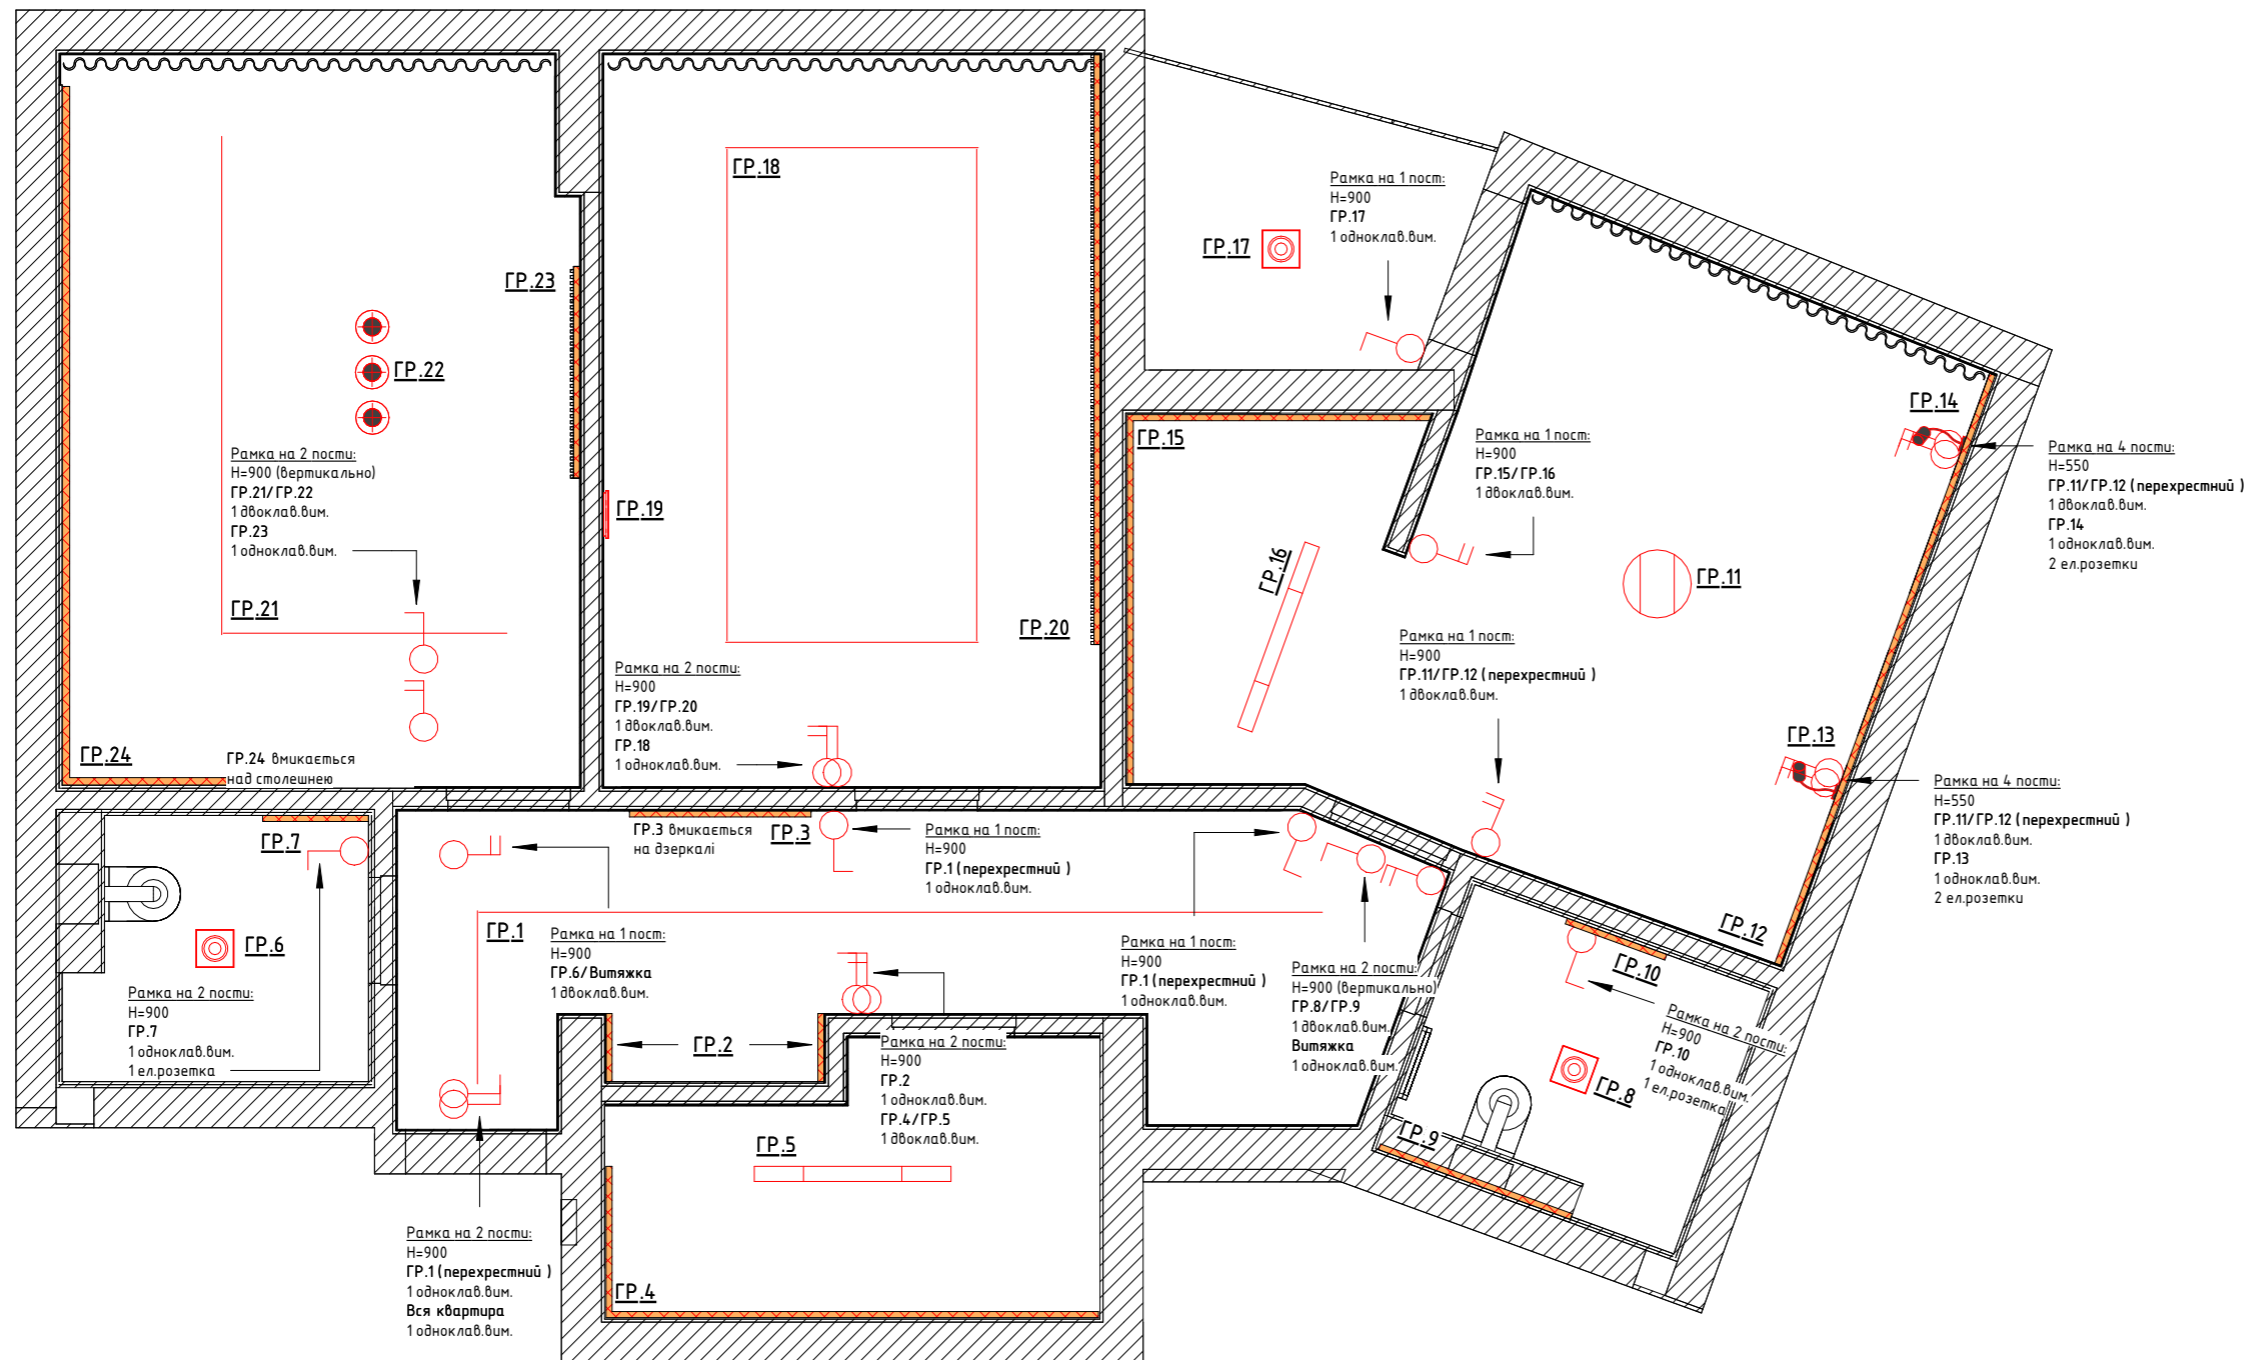 ГР.18
Рамка на 1 пост:
H=900
ГР.17
1 одноклав.вим.
ГР.17
ГР.23
ГР.22
ГР.14
ГР.15
Рамка на 1 пост:
H=900
ГР.15/ГР.16
1 двоклав.вим.
Рамка на 4 пости:
H=550
ГР.11/ГР.12 (перехрестний )
1 двоклав.вим.
ГР.14
1 одноклав.вим.
2 ел.розетки
Рамка на 2 пости:
H=900 (вертикально)
ГР.21/ГР.22
1 двоклав.вим.
ГР.23
1 одноклав.вим.
ГР.19
ГР.16
ГР.11
ГР.21
ГР.20
Рамка на 1 пост:
H=900
ГР.11/ГР.12 (перехрестний )
1 двоклав.вим.
Рамка на 2 пости:
H=900
ГР.19/ГР.20
1 двоклав.вим.
ГР.18
1 одноклав.вим.
ГР.24
ГР.24 вмикається
над столешнею
ГР.13
Рамка на 4 пости:
H=550
ГР.11/ГР.12 (перехрестний )
1 двоклав.вим.
ГР.13
1 одноклав.вим.
2 ел.розетки
ГР.7
ГР.3 вмикається
на дзеркалі
ГР.3
Рамка на 1 пост:
H=900
ГР.1 (перехрестний )
1 одноклав.вим.
ГР.12
ГР.6
ГР.1
Рамка на 1 пост:
H=900
ГР.6/Витяжка
1 двоклав.вим.
Рамка на 1 пост:
H=900
ГР.1 (перехрестний )
1 одноклав.вим.
Рамка на 2 пости:
H=900 (вертикально)
ГР.8/ГР.9
1 двоклав.вим.
Витяжка
1 одноклав.вим.
ГР.10
Рамка на 2 пости:
H=900
ГР.10
1 одноклав.вим.
1 ел.розетка
Рамка на 2 пости:
H=900
ГР.7
1 одноклав.вим.
1 ел.розетка
ГР.2
Рамка на 2 пости:
H=900
ГР.2
1 одноклав.вим.
ГР.4/ГР.5
1 двоклав.вим.
ГР.8
ГР.9
ГР.5
Рамка на 2 пости:
H=900
ГР.1 (перехрестний )
1 одноклав.вим.
Вся квартира
1 одноклав.вим.
ГР.4